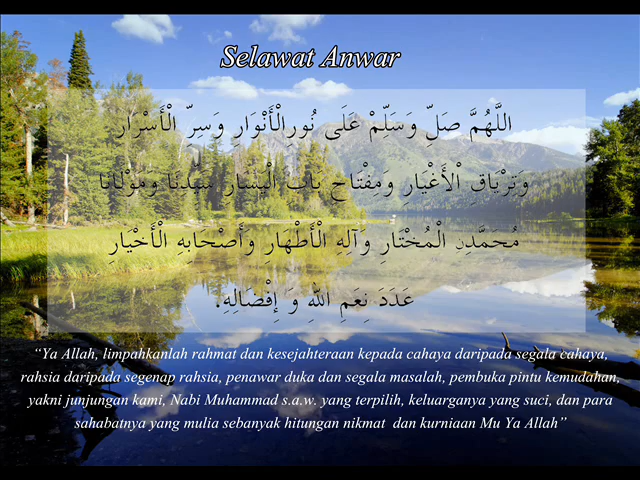 Selawat Anwar
اللَّهُمَّ صَلِّ وَسَلِّمْ عَلَى نُورِالْأَنْوَارِ وَسِرِّ الْأَسْرَارِ
وَتِرْيَاقِ الْأَغْيَارِ وَمِفْتَاحِ بَابِ الْيَسَارِ سَيِّدِنَا وَمَوْلَانَا
مُحَمَّدِنِ الْمُخْتَارِ وَآلِهِ الْأَطْهَارِ وَأَصْحَابِهِ الْأَخْيَارِ
عَدَدَ نِعَمِ اللهِ وَ إِفْضَالِهِ.
“Ya Allah, limpahkanlah rahmat dan kesejahteraan kepada cahaya daripada segala cahaya,
rahsia daripada segenap rahsia, penawar duka dan segala masalah, pembuka pintu kemudahan,
yakni junjungan kami, Nabi Muhammad s.a.w. yang terpilih, keluarganya yang suci, dan para
sahabatnya yang mulia sebanyak hitungan nikmat dan kurniaan Mu Ya Allah”